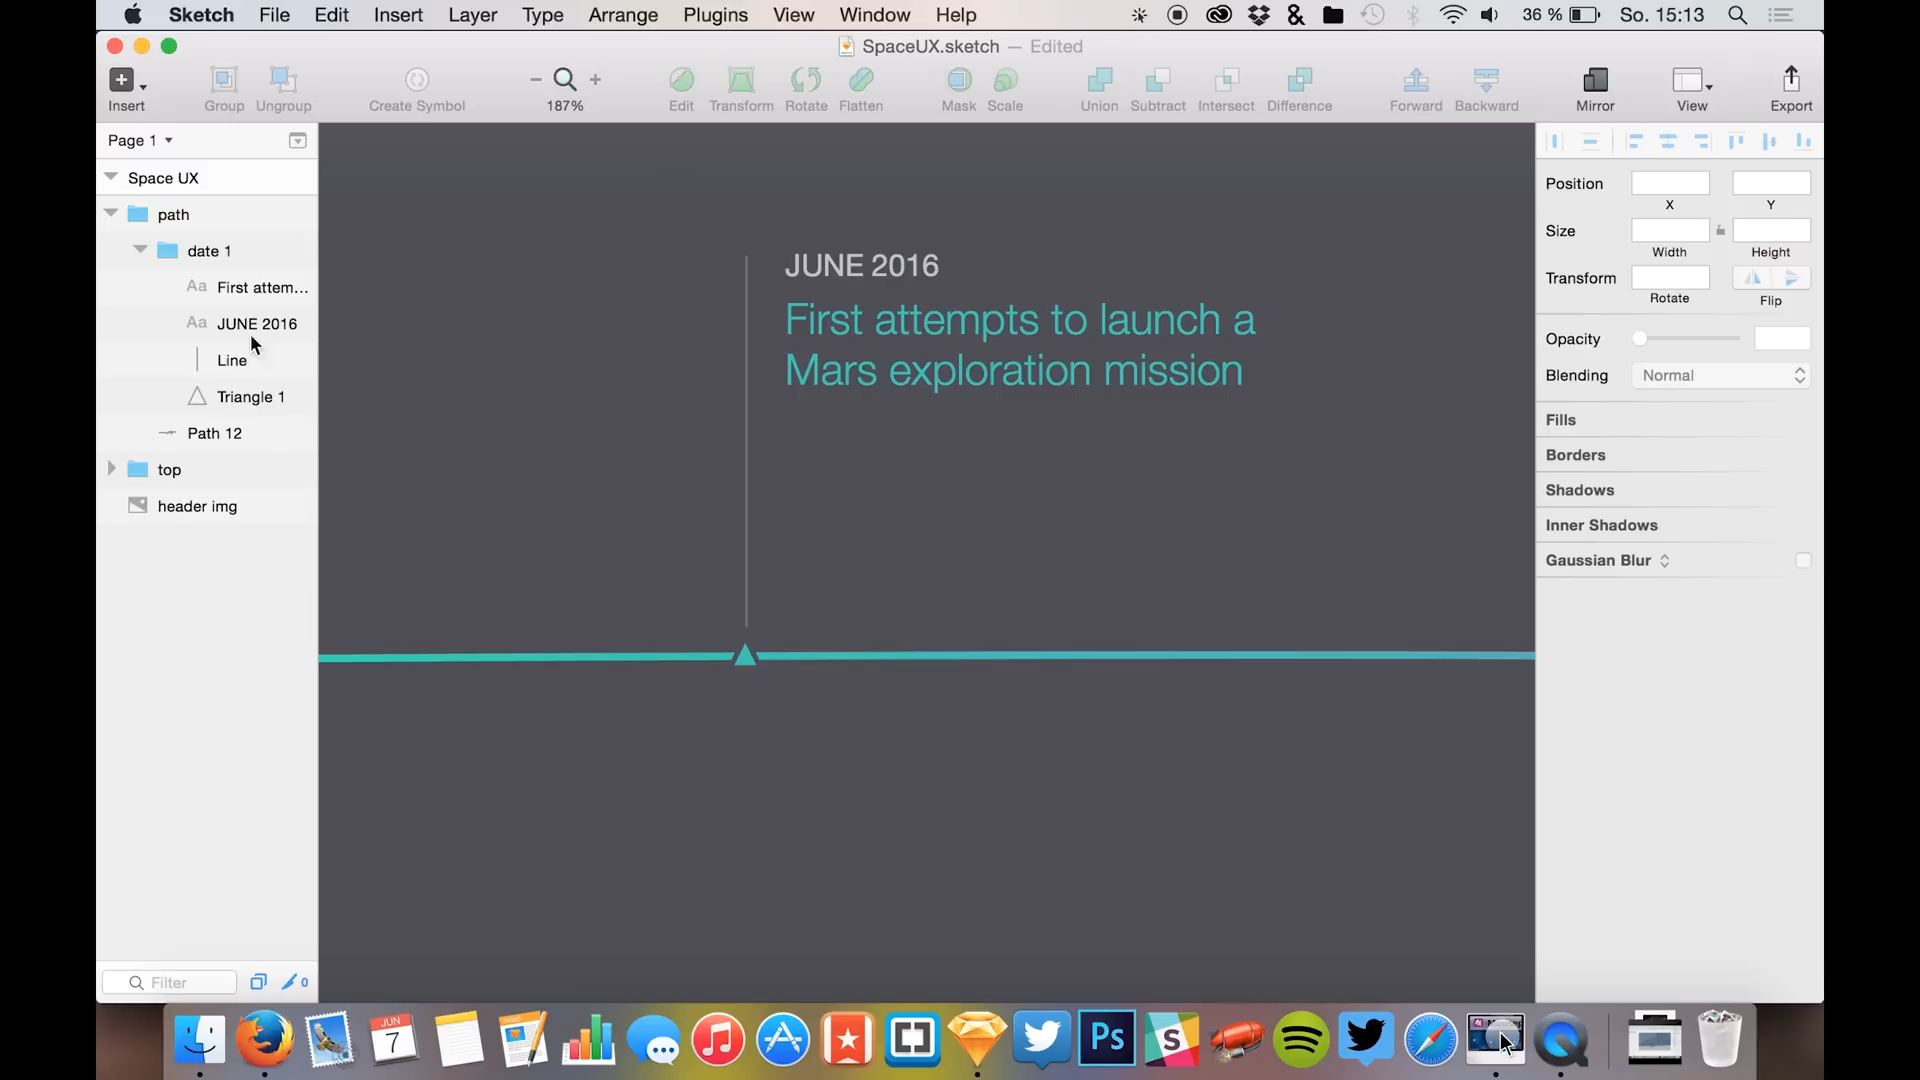 Sketch File Edit Insert Layer Type Arrange Plugins View Window Help 36 % So. 15:13
SpaceUX.sketch — Edited
Insert Group Ungroup Create Symbol 187% Edit Transform Rotate Flatten Mask Scale Union Subtract Intersect Difference Forward Backward Mirror View Export
Page 1
Space UX
path
date 1
Aa First attem...
Aa JUNE 2016
Line
Triangle 1
Path 12
top
header img
Filter 0
JUNE 2016
First attempts to launch a
Mars exploration mission
Position
X Y
Size
Width Height
Transform
Rotate Flip
Opacity
Blending Normal
Fills
Borders
Shadows
Inner Shadows
Gaussian Blur
JUN
7
Ps
S